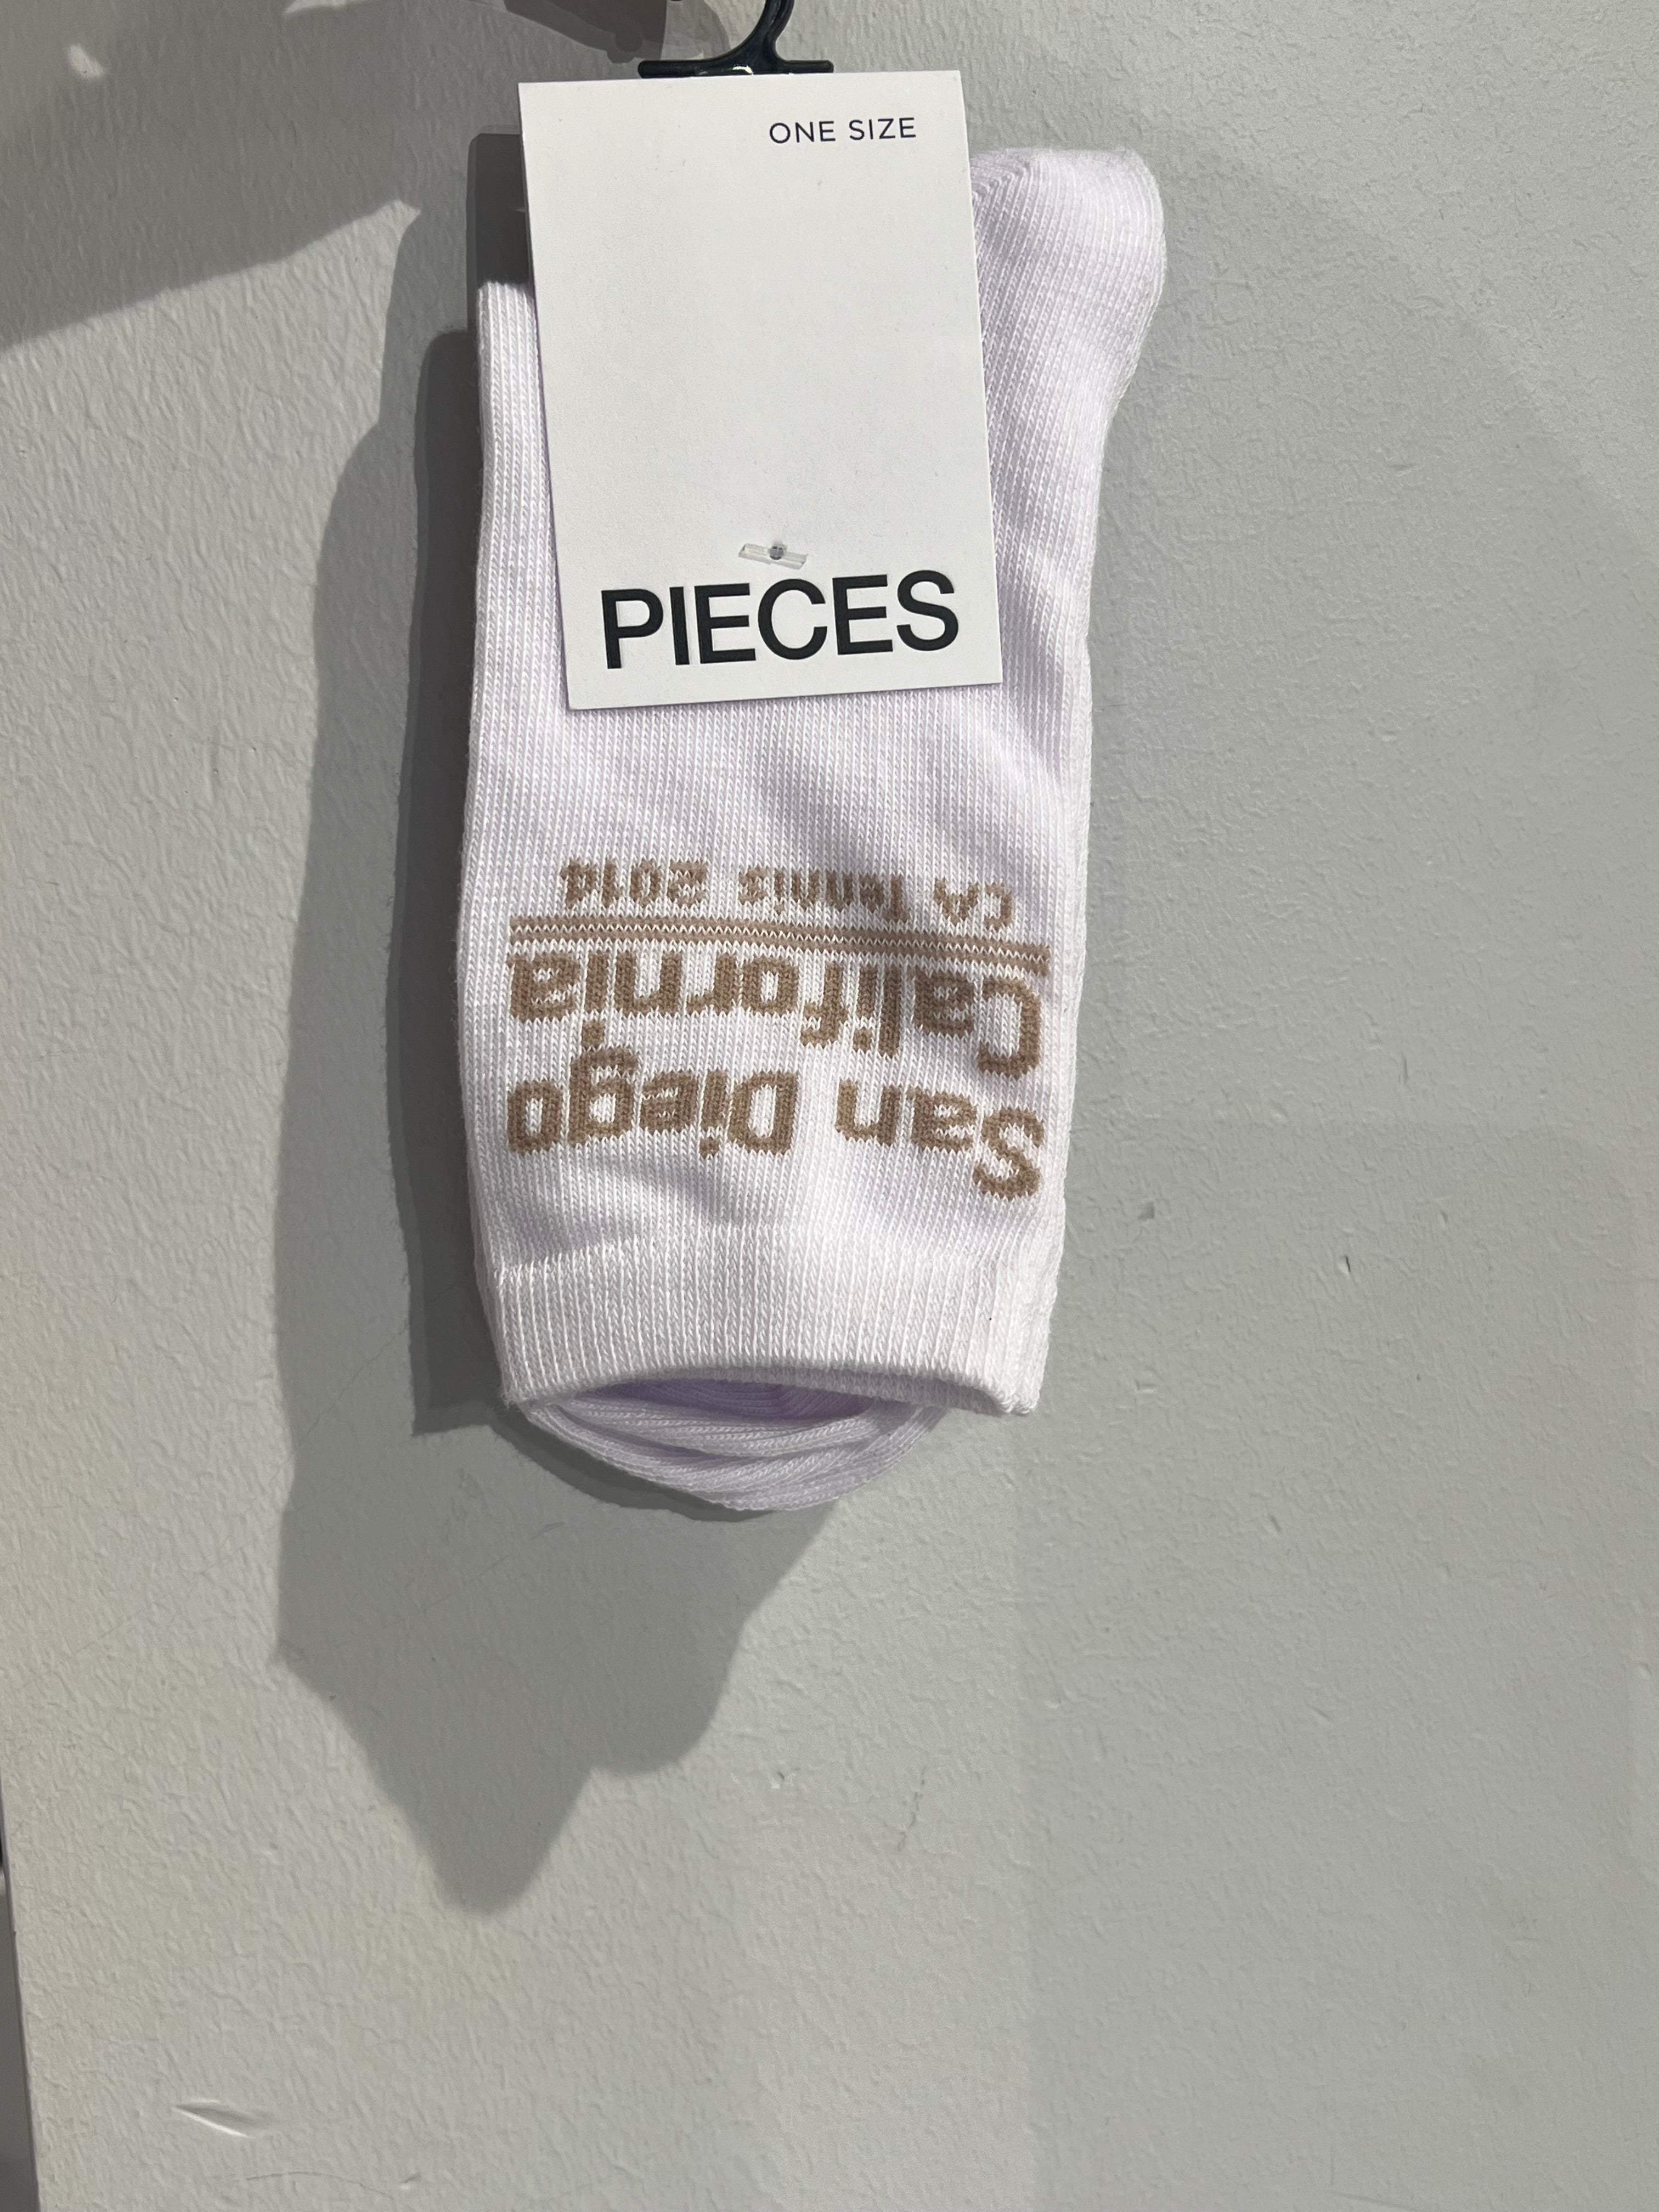 ONE SIZE
PIECES
San Diego
California
CA Tennis 2014